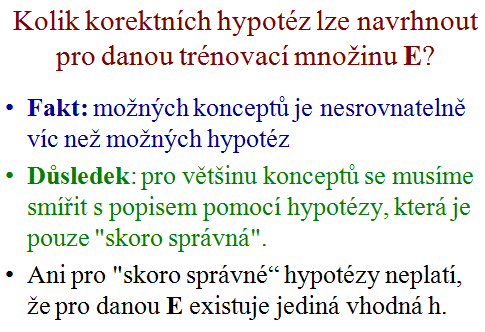 Kolik korektních hypotéz lze navrhnout
pro danou trénovací množinu E?
• Fakt: možných konceptů je nesrovnatelně
víc než možných hypotéz
• Důsledek: pro většinu konceptů se musíme
smířit s popisem pomocí hypotézy, která je
pouze "skoro správná".
• Ani pro "skoro správné“ hypotézy neplatí,
že pro danou E existuje jediná vhodná h.